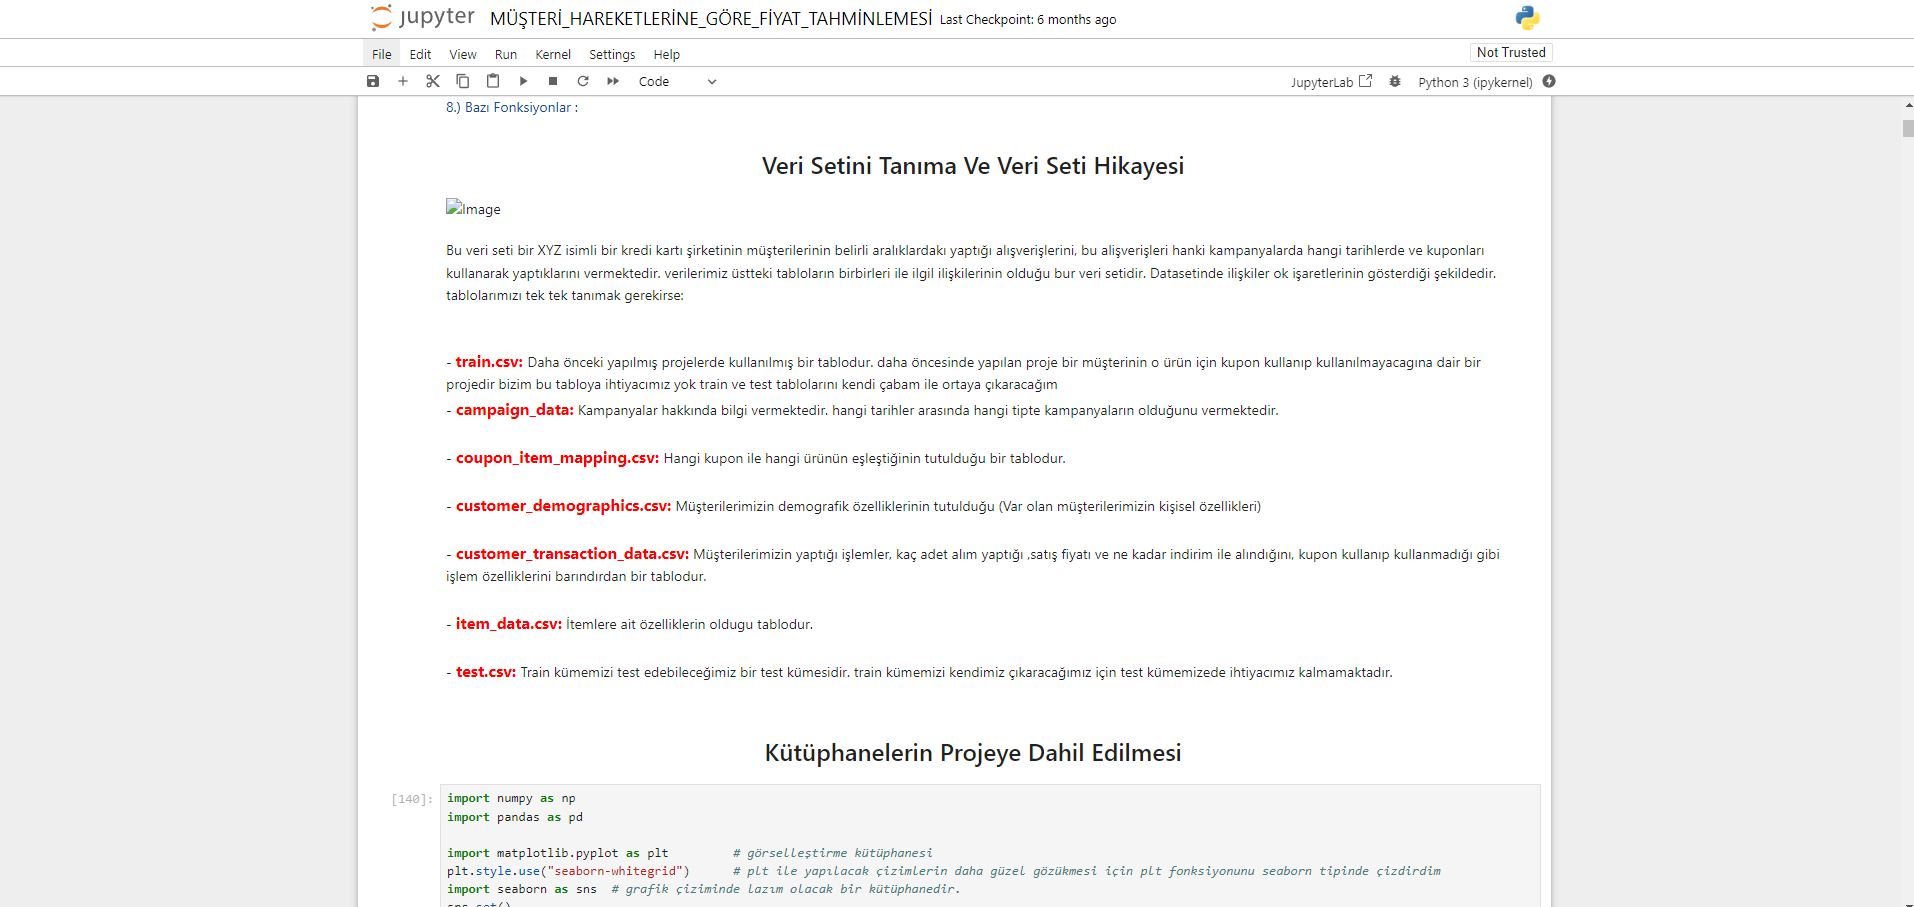 jupyter MÜŞTERİ_HAREKETLERİNE_GÖRE_FİYAT_TAHMİNLEMESİ Last Checkpoint: 6 months ago
File Edit View Run Kernel Settings Help Not Trusted
Code JupyterLab Python 3 (ipykernel)
8.) Bazı Fonksiyonlar :
Veri Setini Tanıma Ve Veri Seti Hikayesi
Image
Bu veri seti bir XYZ isimli bir kredi kartı şirketinin müşterilerinin belirli aralıklardakı yaptığı alışverişlerini, bu alişverişleri hanki kampanyalarda hangi tarihlerde ve kuponları
kullanarak yaptıklarını vermektedir. verilerimiz üstteki tabloların birbirleri ile ilgil ilişkilerinin olduğu bur veri setidir. Datasetinde ilişkiler ok işaretlerinin gösterdiği şekildedir.
tablolarımızı tek tek tanımak gerekirse:
- train.csv: Daha önceki yapılmış projelerde kullanılmış bir tablodur. daha öncesinde yapılan proje bir müşterinin o ürün için kupon kullanıp kullanılmayacagına dair bir
projedir bizim bu tabloya ihtiyacımız yok train ve test tablolarını kendi çabam ile ortaya çıkaracağım
- campaign_data: Kampanyalar hakkında bilgi vermektedir. hangi tarihler arasında hangi tipte kampanyaların olduğunu vermektedir.
- coupon_item_mapping.csv: Hangi kupon ile hangi ürünün eşleştiğinin tutulduğu bir tablodur.
- customer_demographics.csv: Müşterilerimizin demografik özelliklerinin tutulduğu (Var olan müşterilerimizin kişisel özellikleri)
- customer_transaction_data.csv: Müşterilerimizin yaptığı işlemler, kaç adet alım yaptığı ,satış fiyatı ve ne kadar indirim ile alındığını, kupon kullanıp kullanmadığı gibi
işlem özelliklerini barındırdan bir tablodur.
- item_data.csv: İtemlere ait özelliklerin oldugu tablodur.
- test.csv: Train kümemizi test edebileceğimiz bir test kümesidir. train kümemizi kendimiz çıkaracağımız için test kümemizede ihtiyacımız kalmamaktadır.
Kütüphanelerin Projeye Dahil Edilmesi
[140]: import numpy as np
import pandas as pd
import matplotlib.pyplot as plt # görselleştirme kütüphanesi
plt.style.use("seaborn-whitegrid") # plt ile yapılacak çizimlerin daha güzel gözükmesi için plt fonksiyonunu seaborn tipinde çizdirdim
import seaborn as sns # grafik çiziminde lazım olacak bir kütüphanedir.
sns.set()